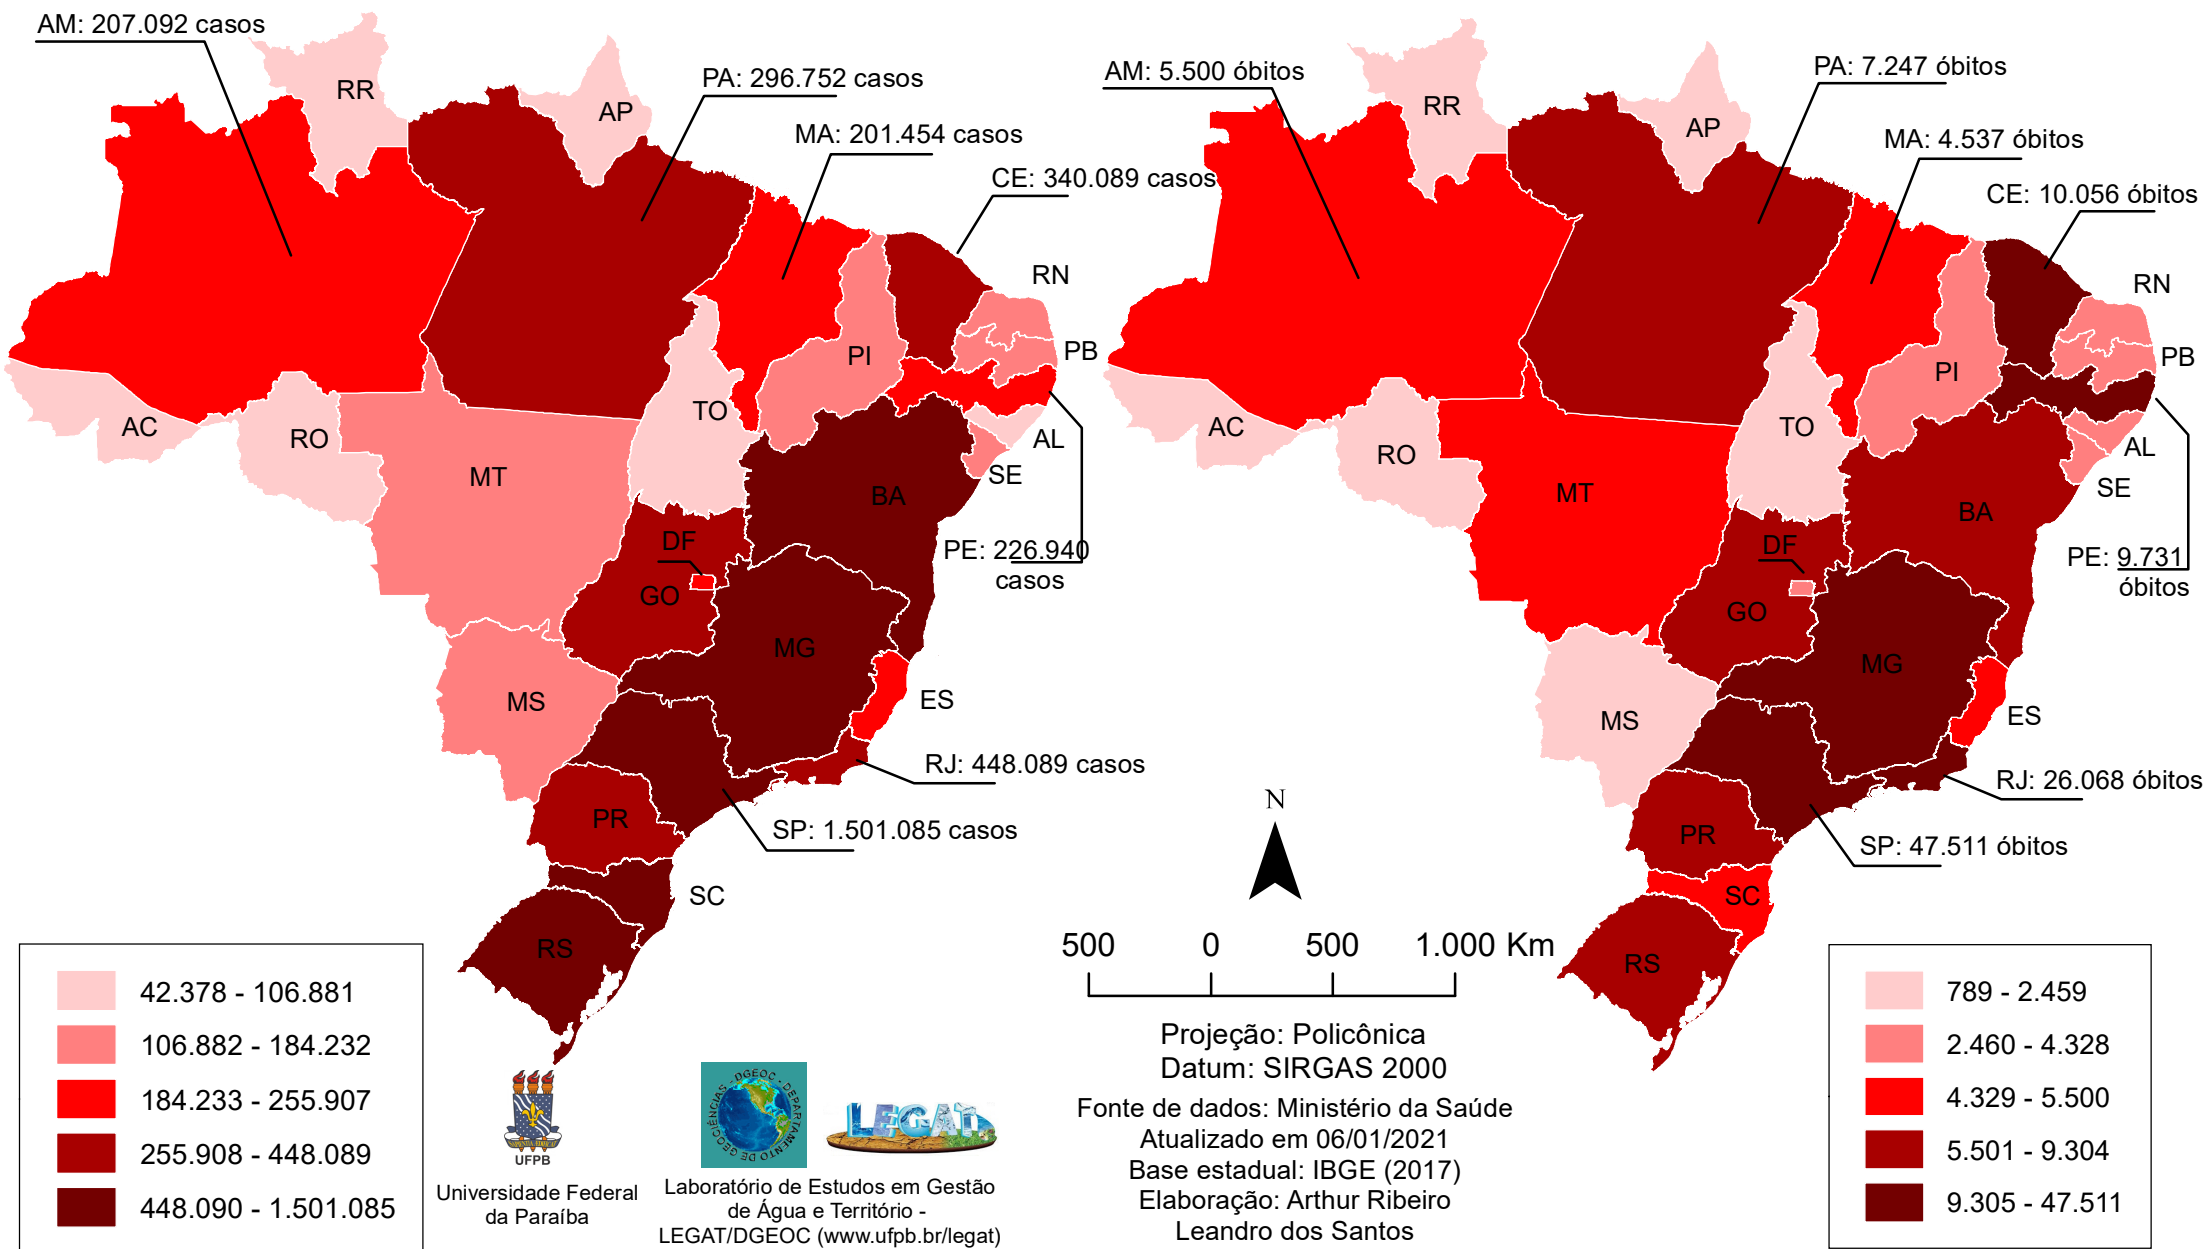 AM: 207.092 casos
RR
AP
PA: 296.752 casos
MA: 201.454 casos
CE: 340.089 casos
RN
PB
PI
TO
AC
RO
MT
AL
SE
BA
DF
GO
PE: 226.940
casos
MG
MS
ES
RJ: 448.089 casos
SP: 1.501.085 casos
PR
SC
RS
42.378 - 106.881
106.882 - 184.232
184.233 - 255.907
255.908 - 448.089
448.090 - 1.501.085
AM: 5.500 óbitos
RR
AP
PA: 7.247 óbitos
MA: 4.537 óbitos
CE: 10.056 óbitos
RN
PB
PI
TO
AC
RO
MT
AL
SE
BA
DF
GO
PE: 9.731
óbitos
MG
MS
ES
RJ: 26.068 óbitos
SP: 47.511 óbitos
PR
SC
RS
789 - 2.459
2.460 - 4.328
4.329 - 5.500
5.501 - 9.304
9.305 - 47.511
N
500 0 500 1.000 Km
Projeção: Policônica
Datum: SIRGAS 2000
Fonte de dados: Ministério da Saúde
Atualizado em 06/01/2021
Base estadual: IBGE (2017)
Elaboração: Arthur Ribeiro
Leandro dos Santos
UFPB
Universidade Federal
da Paraíba
DGEOC - DEPARTAMENTO DE GEOCIÊNCIAS
LEGAT
Laboratório de Estudos em Gestão
de Água e Território -
LEGAT/DGEOC (www.ufpb.br/legat)